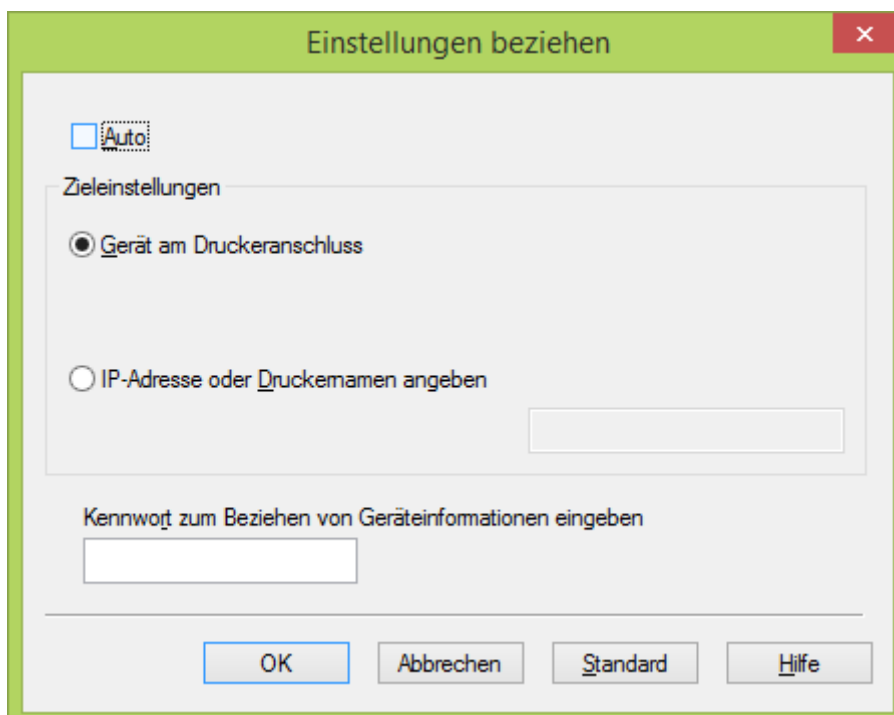 Einstellungen beziehen
Auto
Zieleinstellungen
Gerät am Druckeranschluss
IP-Adresse oder Druckernamen angeben
Kennwort zum Beziehen von Geräteinformationen eingeben
OK Abbrechen Standard Hilfe